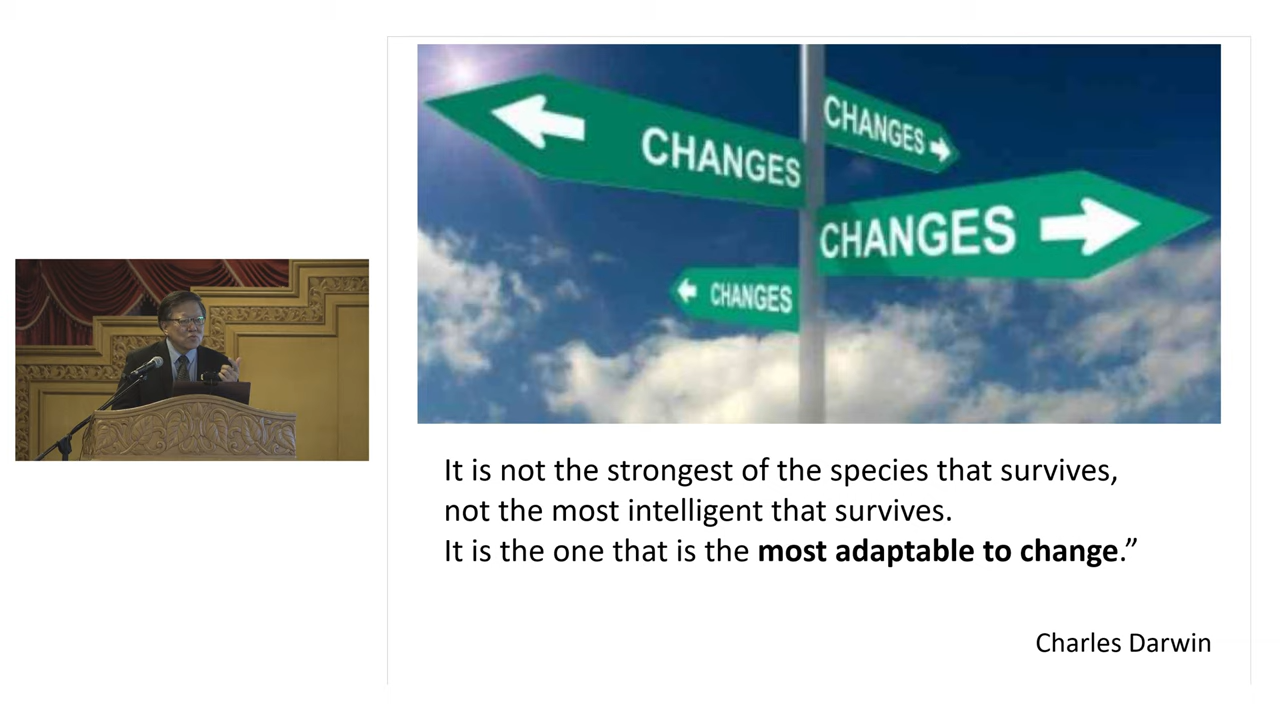 CHANGES
CHANGES
CHANGES
CHANGES
It is not the strongest of the species that survives,
not the most intelligent that survives.
It is the one that is the most adaptable to change.”
Charles Darwin